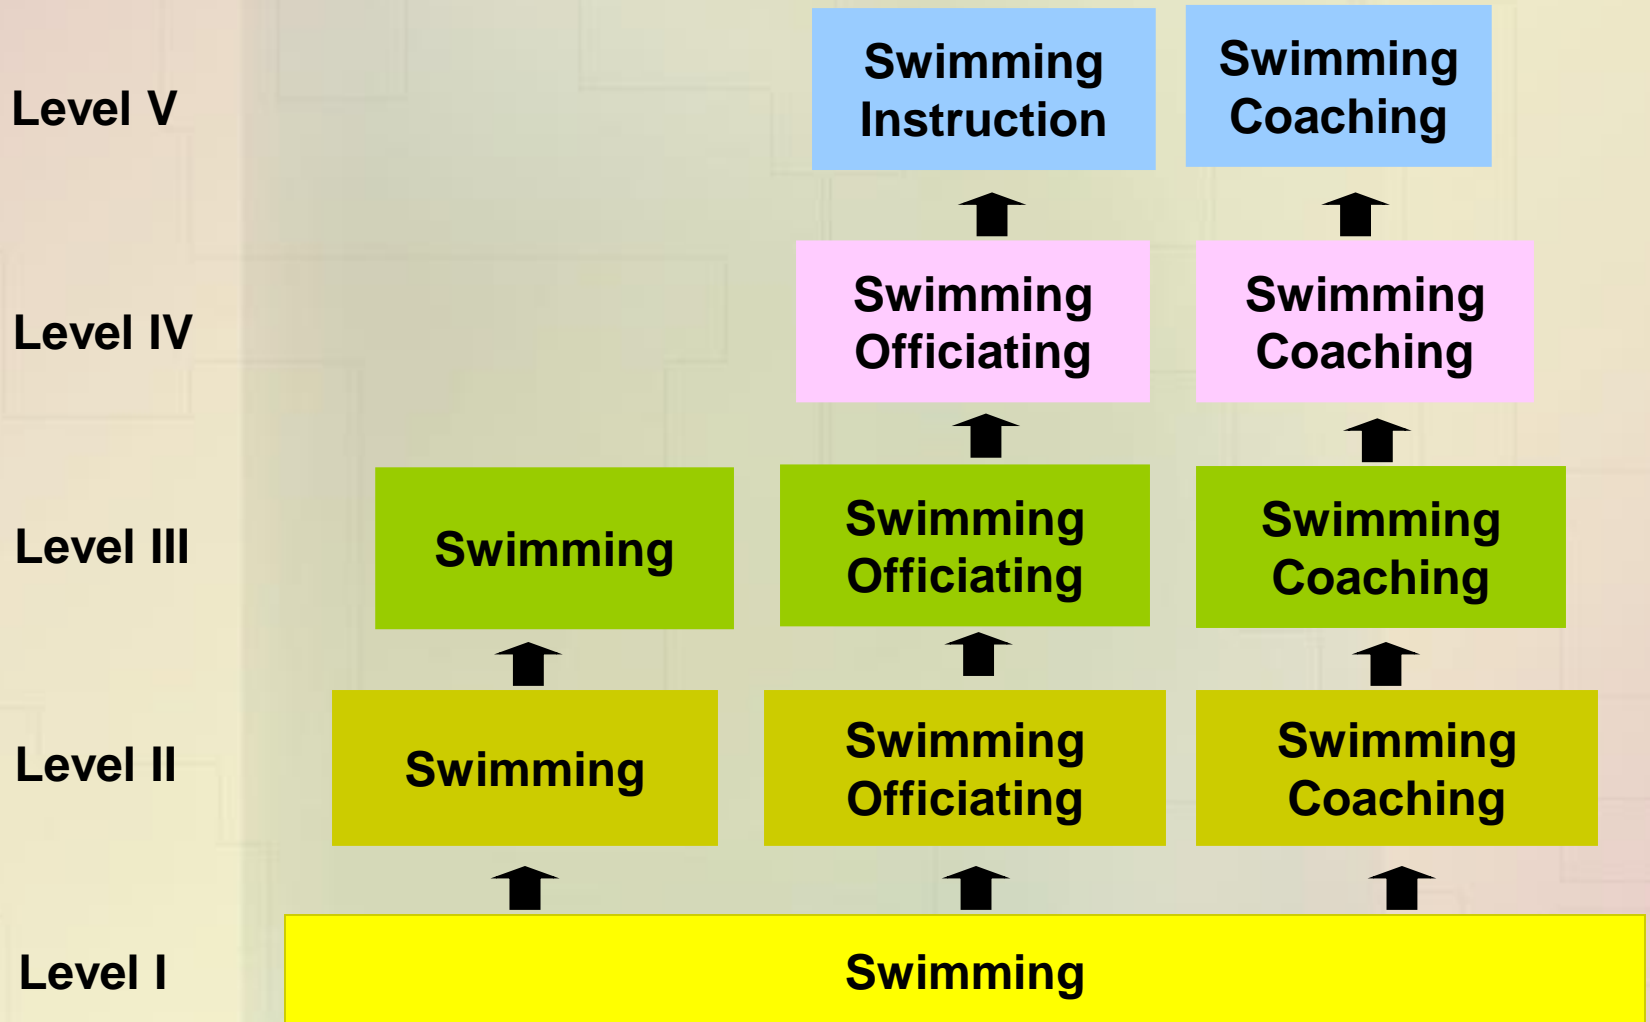 Level V
Swimming
Instruction
Swimming
Coaching
Level IV
Swimming
Officiating
Swimming
Coaching
Level III
Swimming
Swimming
Officiating
Swimming
Coaching
Level II
Swimming
Swimming
Officiating
Swimming
Coaching
Level I
Swimming